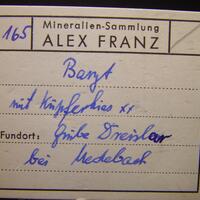 165
Mineralien-Sammlung
ALEX FRANZ
Baryt
mit Kupferkies xx
Fundort: Grube Dreislar
bei Medebach